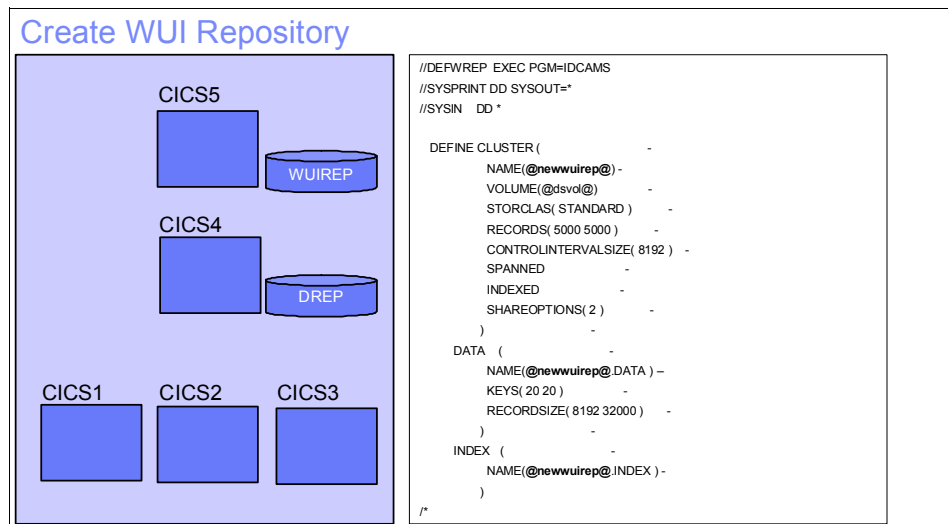 Create WUI Repository
CICS5
WUIREP
CICS4
DREP
CICS1 CICS2 CICS3
//DEFWREP EXEC PGM=IDCAMS
//SYSPRINT DD SYSOUT=*
//SYSIN DD *
DEFINE CLUSTER ( -
NAME(@newwuirep@) -
VOLUME(@dsvol@) -
STORCLAS( STANDARD ) -
RECORDS( 5000 5000 ) -
CONTROLINTERVALSIZE( 8192 ) -
SPANNED -
INDEXED -
SHAREOPTIONS( 2 ) -
) -
DATA ( -
NAME(@newwuirep@.DATA ) –
KEYS( 20 20 ) -
RECORDSIZE( 8192 32000 ) -
) -
INDEX ( -
NAME(@newwuirep@.INDEX ) -
)
/*